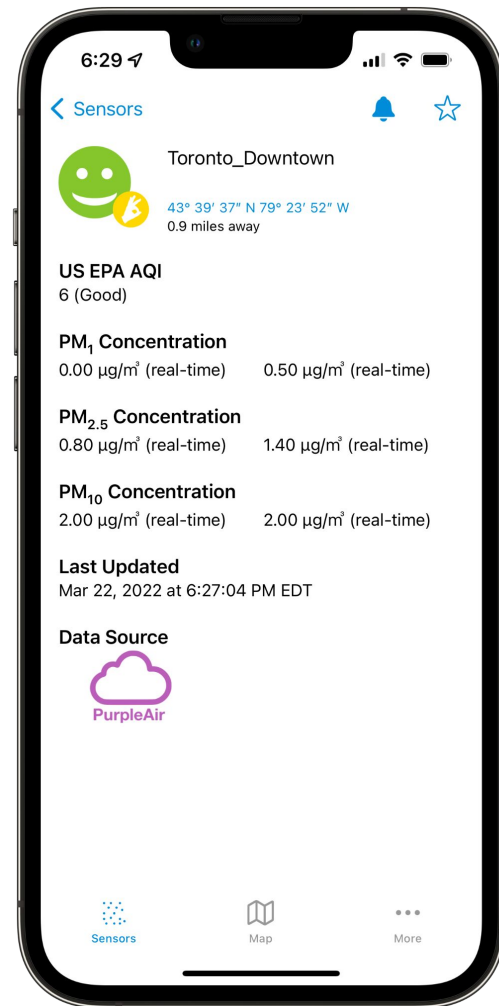 6:29
Sensors
Toronto_Downtown
43° 39′ 37″ N 79° 23′ 52″ W
0.9 miles away
US EPA AQI
6 (Good)
PM₁ Concentration
0.00 μg/m³ (real-time) 0.50 μg/m³ (real-time)
PM₂.₅ Concentration
0.80 μg/m³ (real-time) 1.40 μg/m³ (real-time)
PM₁₀ Concentration
2.00 μg/m³ (real-time) 2.00 μg/m³ (real-time)
Last Updated
Mar 22, 2022 at 6:27:04 PM EDT
Data Source
PurpleAir
Sensors Map More